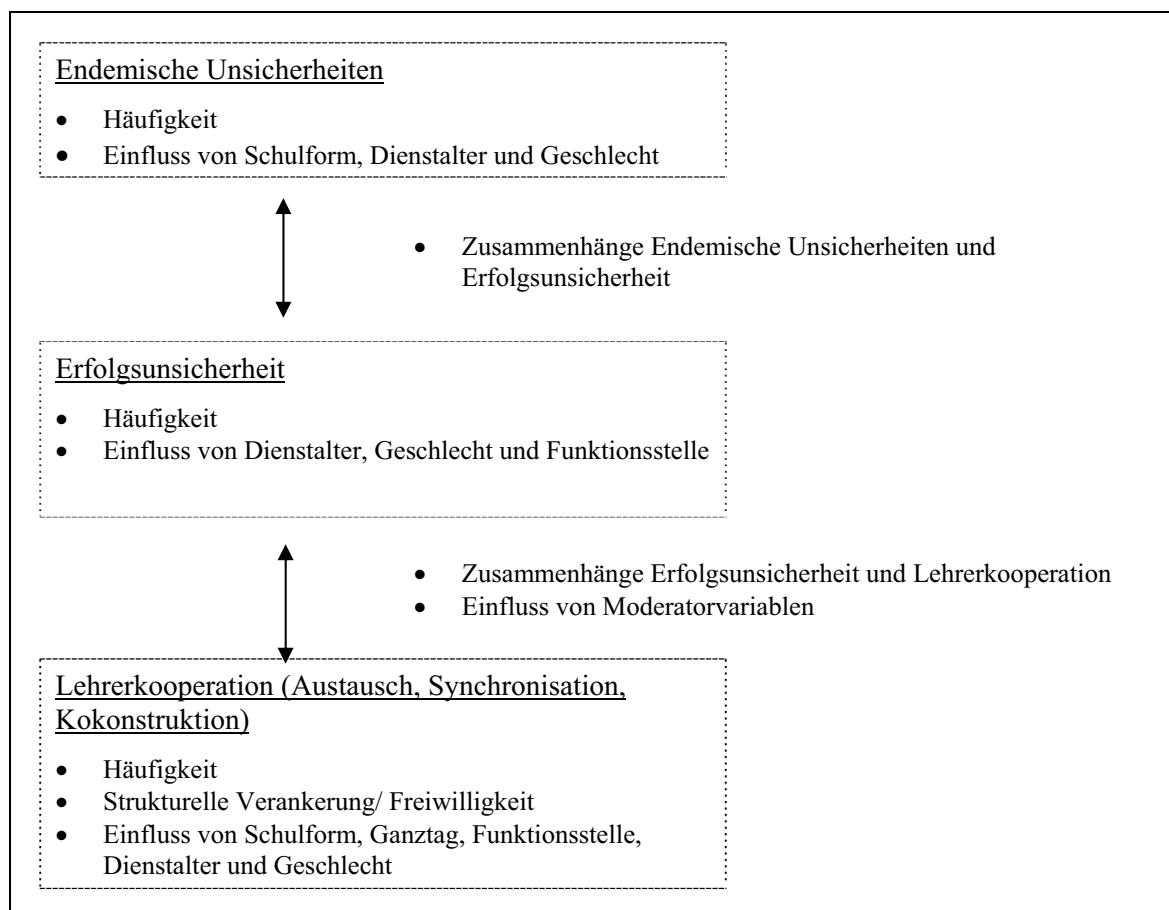 Endemische Unsicherheiten
• Häufigkeit
• Einfluss von Schulform, Dienstalter und Geschlecht
• Zusammenhänge Endemische Unsicherheiten und
Erfolgsunsicherheit
Erfolgsunsicherheit
• Häufigkeit
• Einfluss von Dienstalter, Geschlecht und Funktionsstelle
• Zusammenhänge Erfolgsunsicherheit und Lehrerkooperation
• Einfluss von Moderatorvariablen
Lehrerkooperation (Austausch, Synchronisation,
Kokonstruktion)
• Häufigkeit
• Strukturelle Verankerung/ Freiwilligkeit
• Einfluss von Schulform, Ganztag, Funktionsstelle,
Dienstalter und Geschlecht